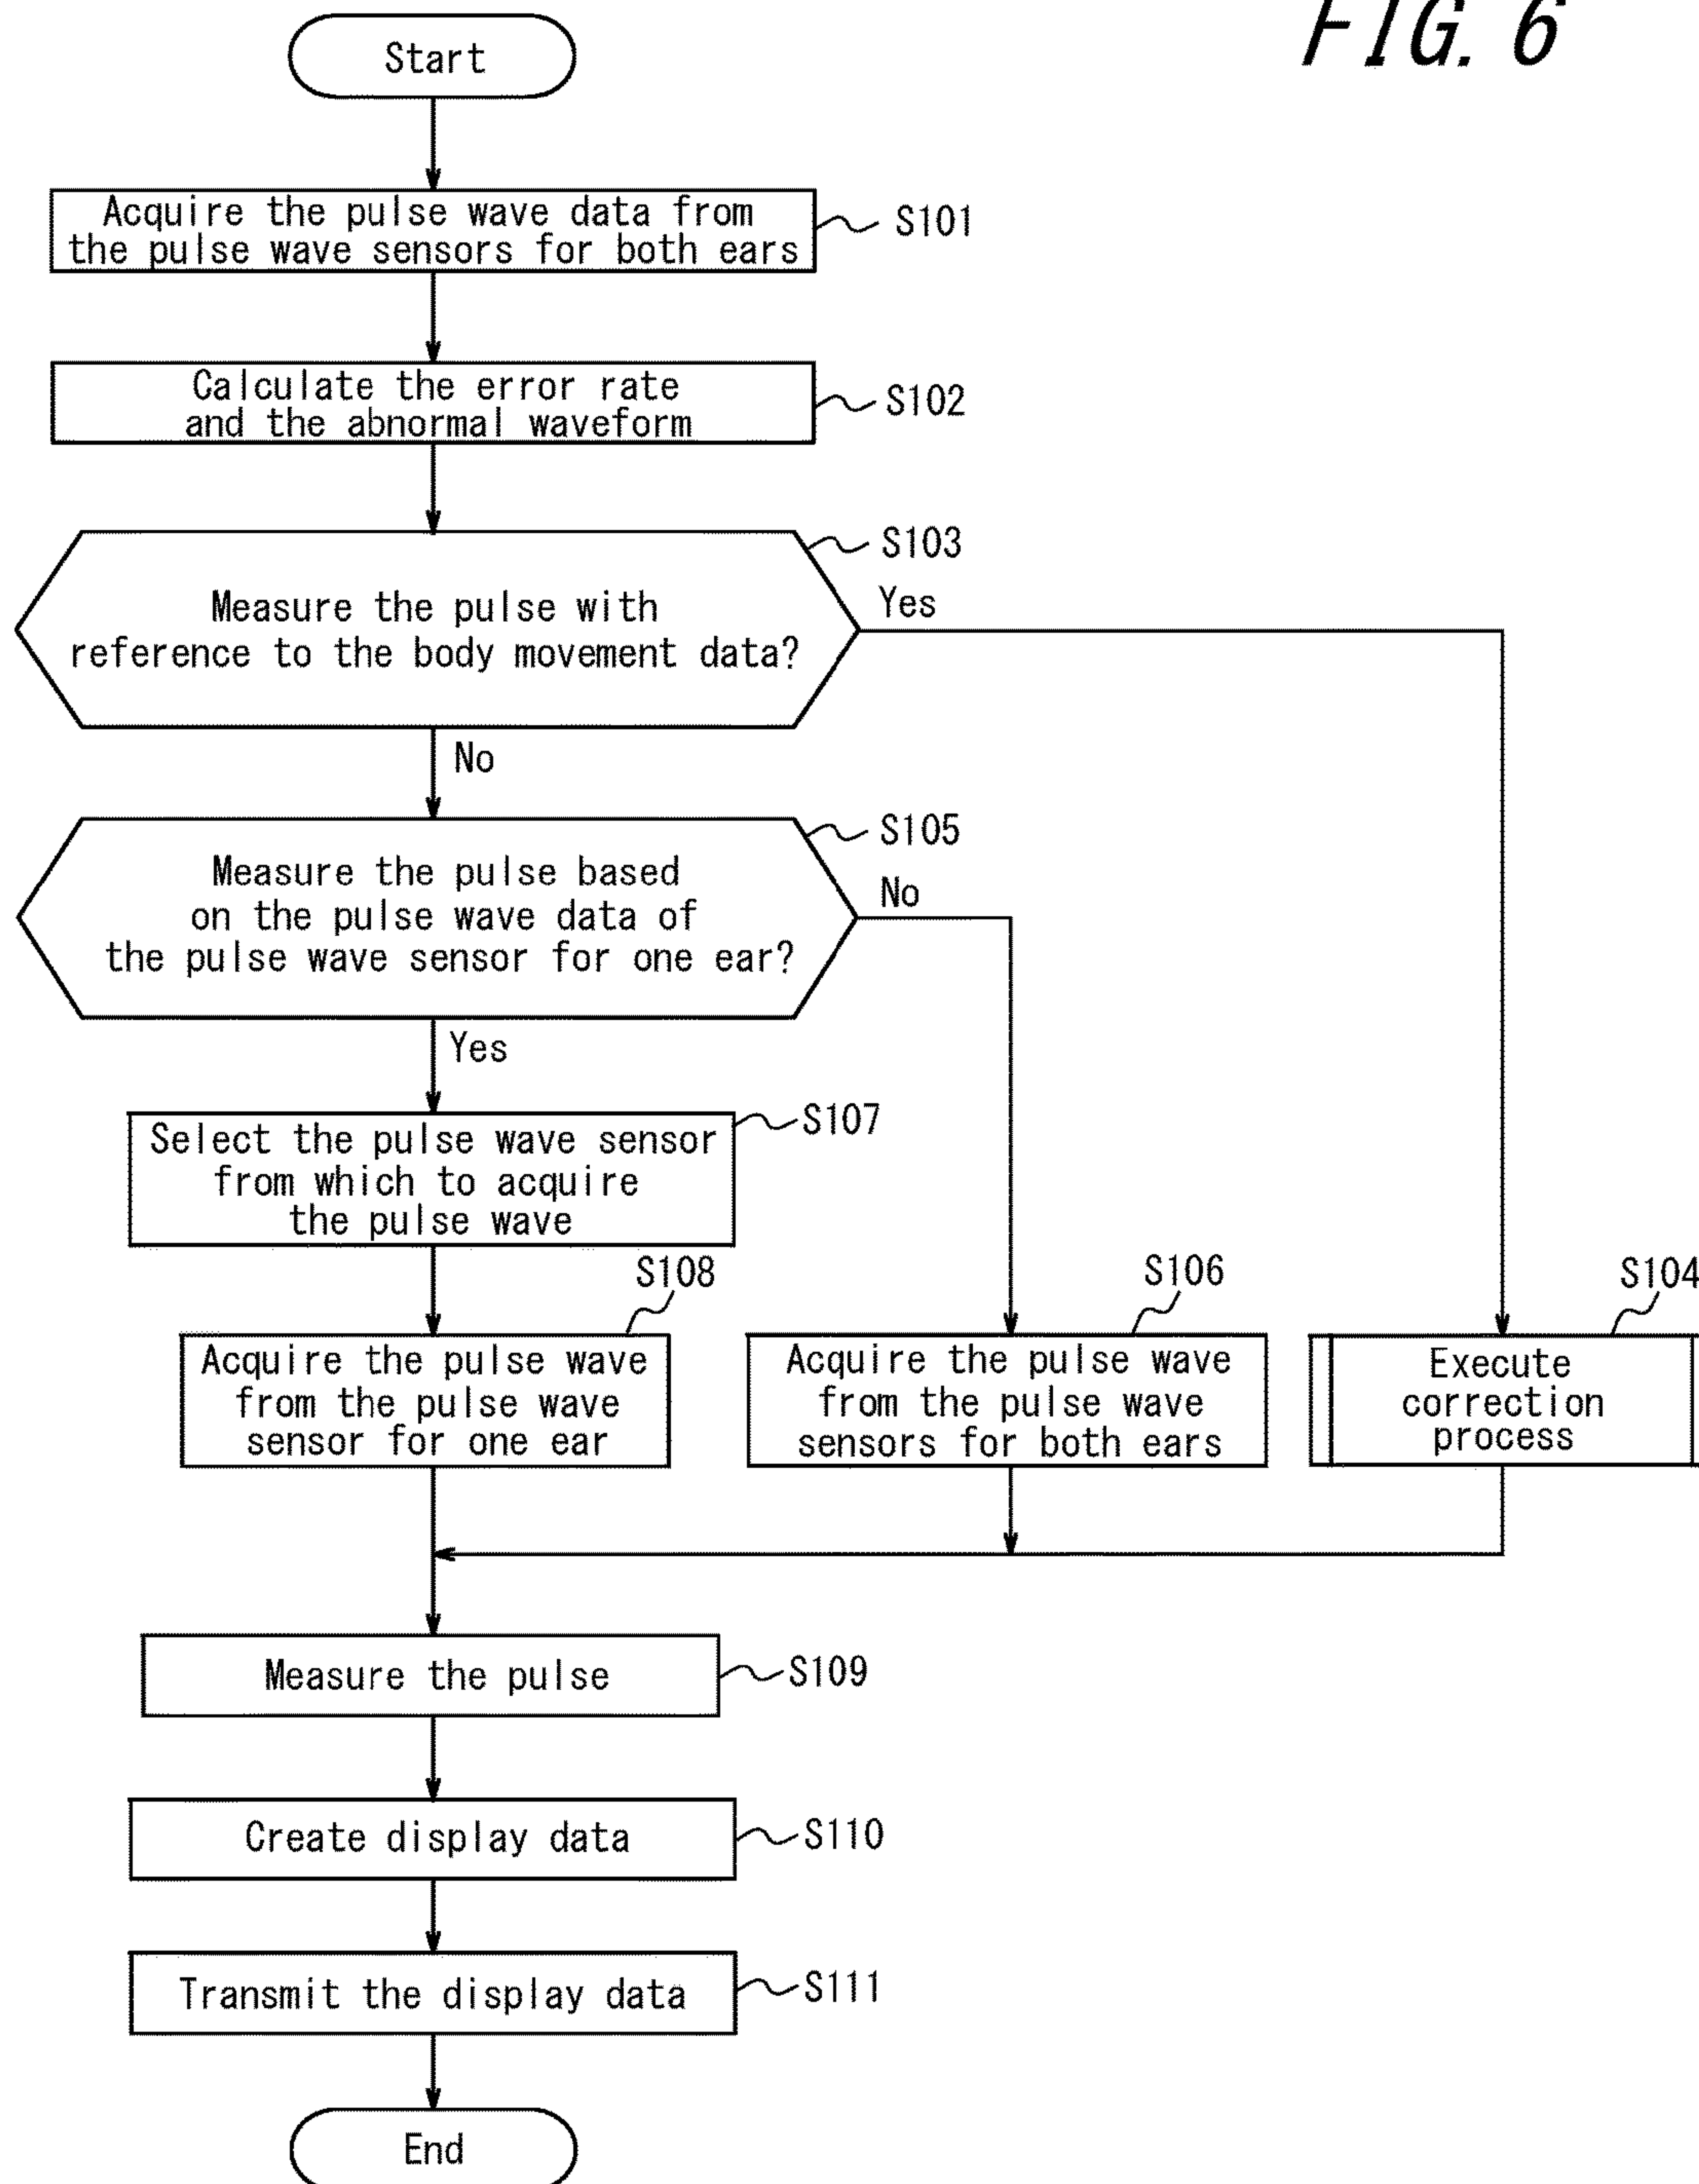 FIG. 6
Start
Acquire the pulse wave data from
the pulse wave sensors for both ears
S101
Calculate the error rate
and the abnormal waveform
S102
S103
Measure the pulse with
reference to the body movement data?
Yes
No
S105
Measure the pulse based
on the pulse wave data of
the pulse wave sensor for one ear?
No
Yes
S107
Select the pulse wave sensor
from which to acquire
the pulse wave
S108
Acquire the pulse wave
from the pulse wave
sensor for one ear
S106
Acquire the pulse wave
from the pulse wave
sensors for both ears
S104
Execute
correction
process
Measure the pulse
S109
Create display data
S110
Transmit the display data
S111
End